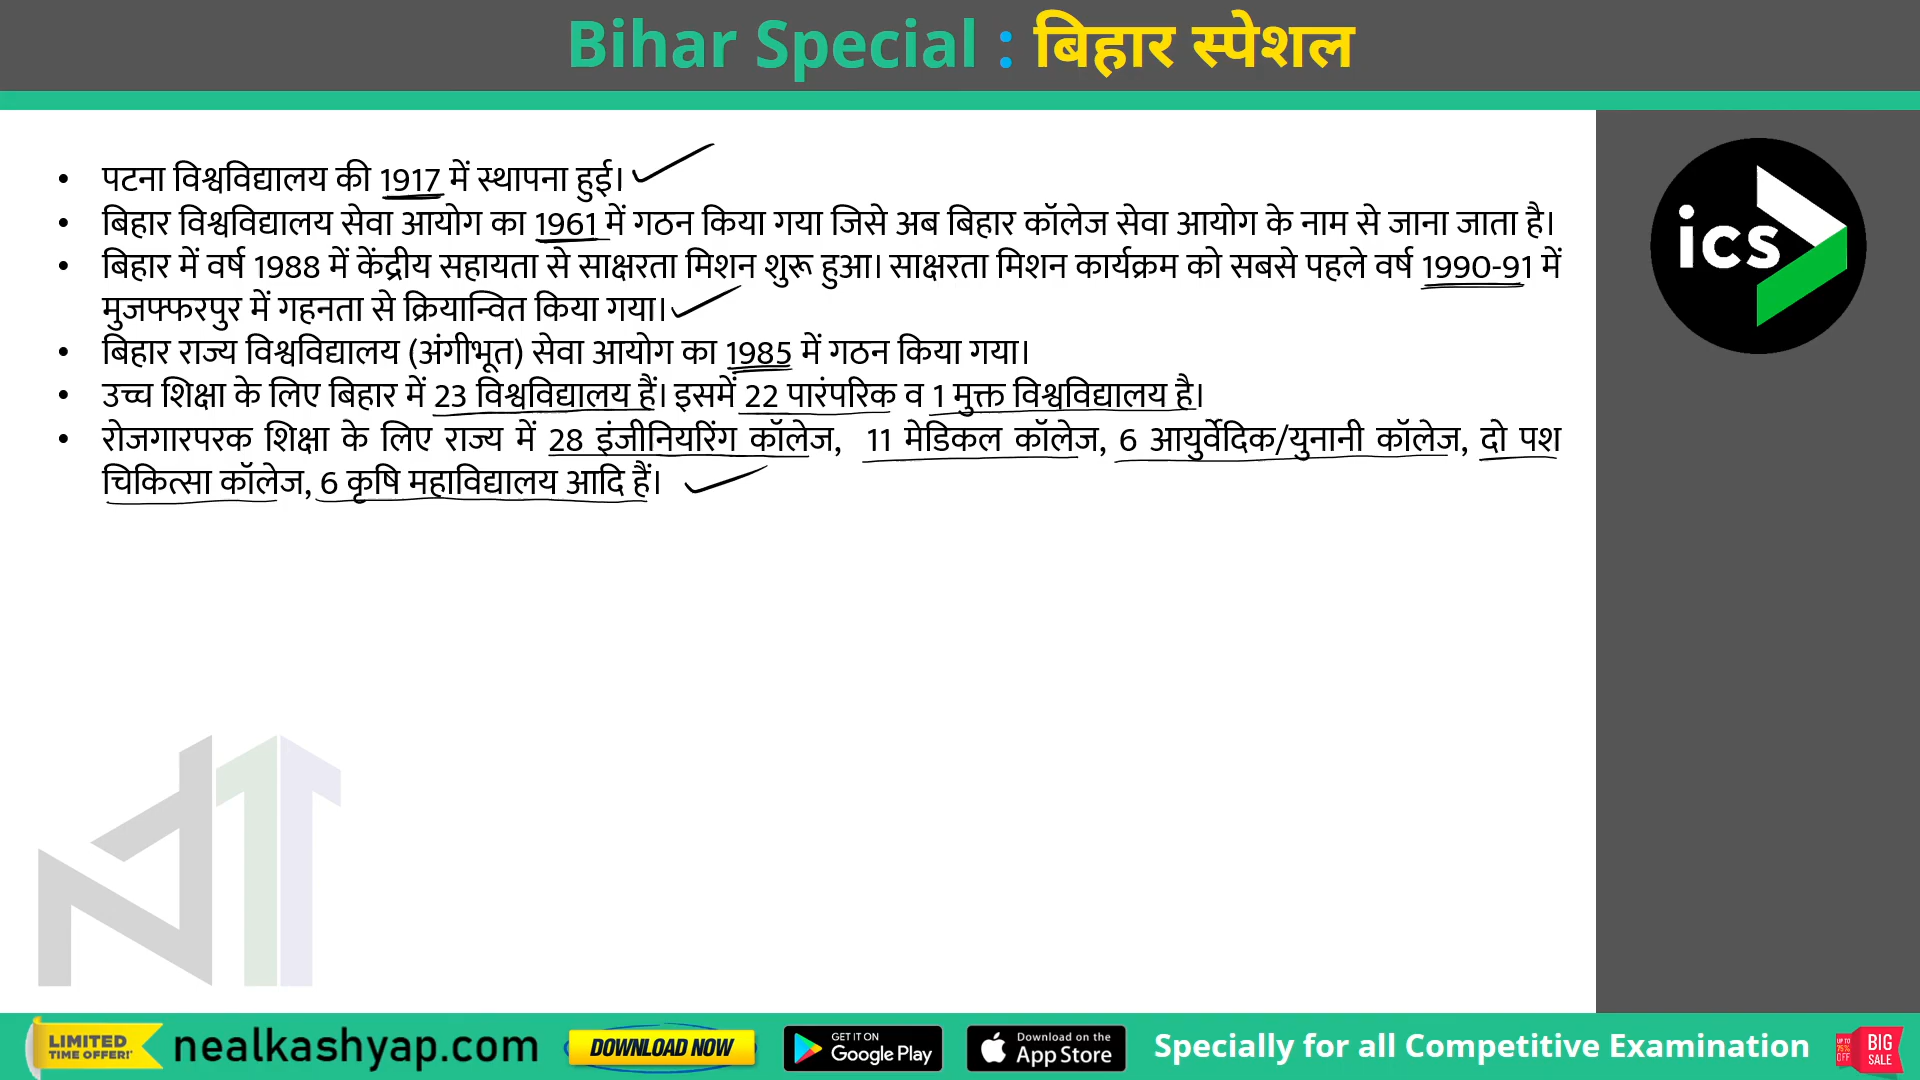 Bihar Special : बिहार स्पेशल
ics
• पटना विश्वविद्यालय की 1917 में स्थापना हुई।
• बिहार विश्वविद्यालय सेवा आयोग का 1961 में गठन किया गया जिसे अब बिहार कॉलेज सेवा आयोग के नाम से जाना जाता है।
• बिहार में वर्ष 1988 में केंद्रीय सहायता से साक्षरता मिशन शुरू हुआ। साक्षरता मिशन कार्यक्रम को सबसे पहले वर्ष 1990-91 में
मुजफ्फरपुर में गहनता से क्रियान्वित किया गया।
• बिहार राज्य विश्वविद्यालय (अंगीभूत) सेवा आयोग का 1985 में गठन किया गया।
• उच्च शिक्षा के लिए बिहार में 23 विश्वविद्यालय हैं। इसमें 22 पारंपरिक व 1 मुक्त विश्वविद्यालय है।
• रोजगारपरक शिक्षा के लिए राज्य में 28 इंजीनियरिंग कॉलेज, 11 मेडिकल कॉलेज, 6 आयुर्वेदिक/युनानी कॉलेज, दो पश
चिकित्सा कॉलेज, 6 कृषि महाविद्यालय आदि हैं।
LIMITED
TIME OFFER!
nealkashyap.com
DOWNLOAD NOW
GET IT ON
Google Play
Download on the
App Store
Specially for all Competitive Examination
UP TO
75%
OFF
BIG
SALE